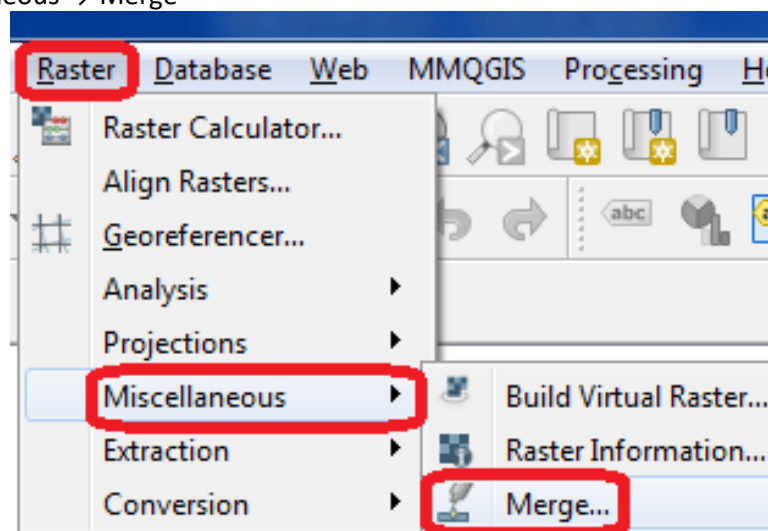 Merge
Raster Database Web MMQGIS Processing
Raster Calculator...
Align Rasters...
abc
Georeferencer...
Analysis
Projections
Miscellaneous
Build Virtual Raster...
Extraction
Raster Information...
Conversion
Merge...